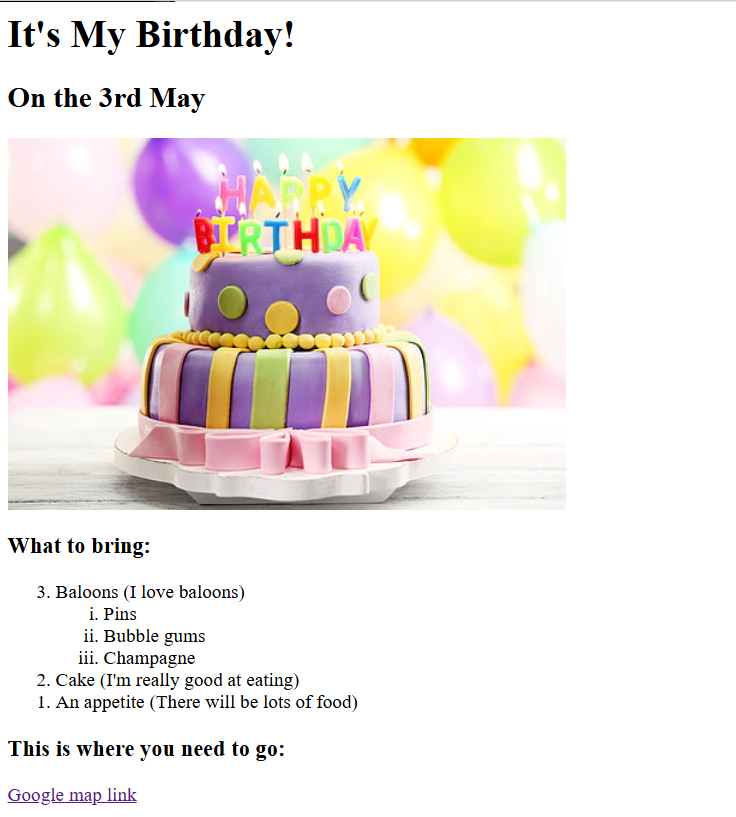 It's My Birthday!
On the 3rd May
HAPPY
BIRTHDAY
What to bring:
3. Baloons (I love baloons)
i. Pins
ii. Bubble gums
iii. Champagne
2. Cake (I'm really good at eating)
1. An appetite (There will be lots of food)
This is where you need to go:
Google map link